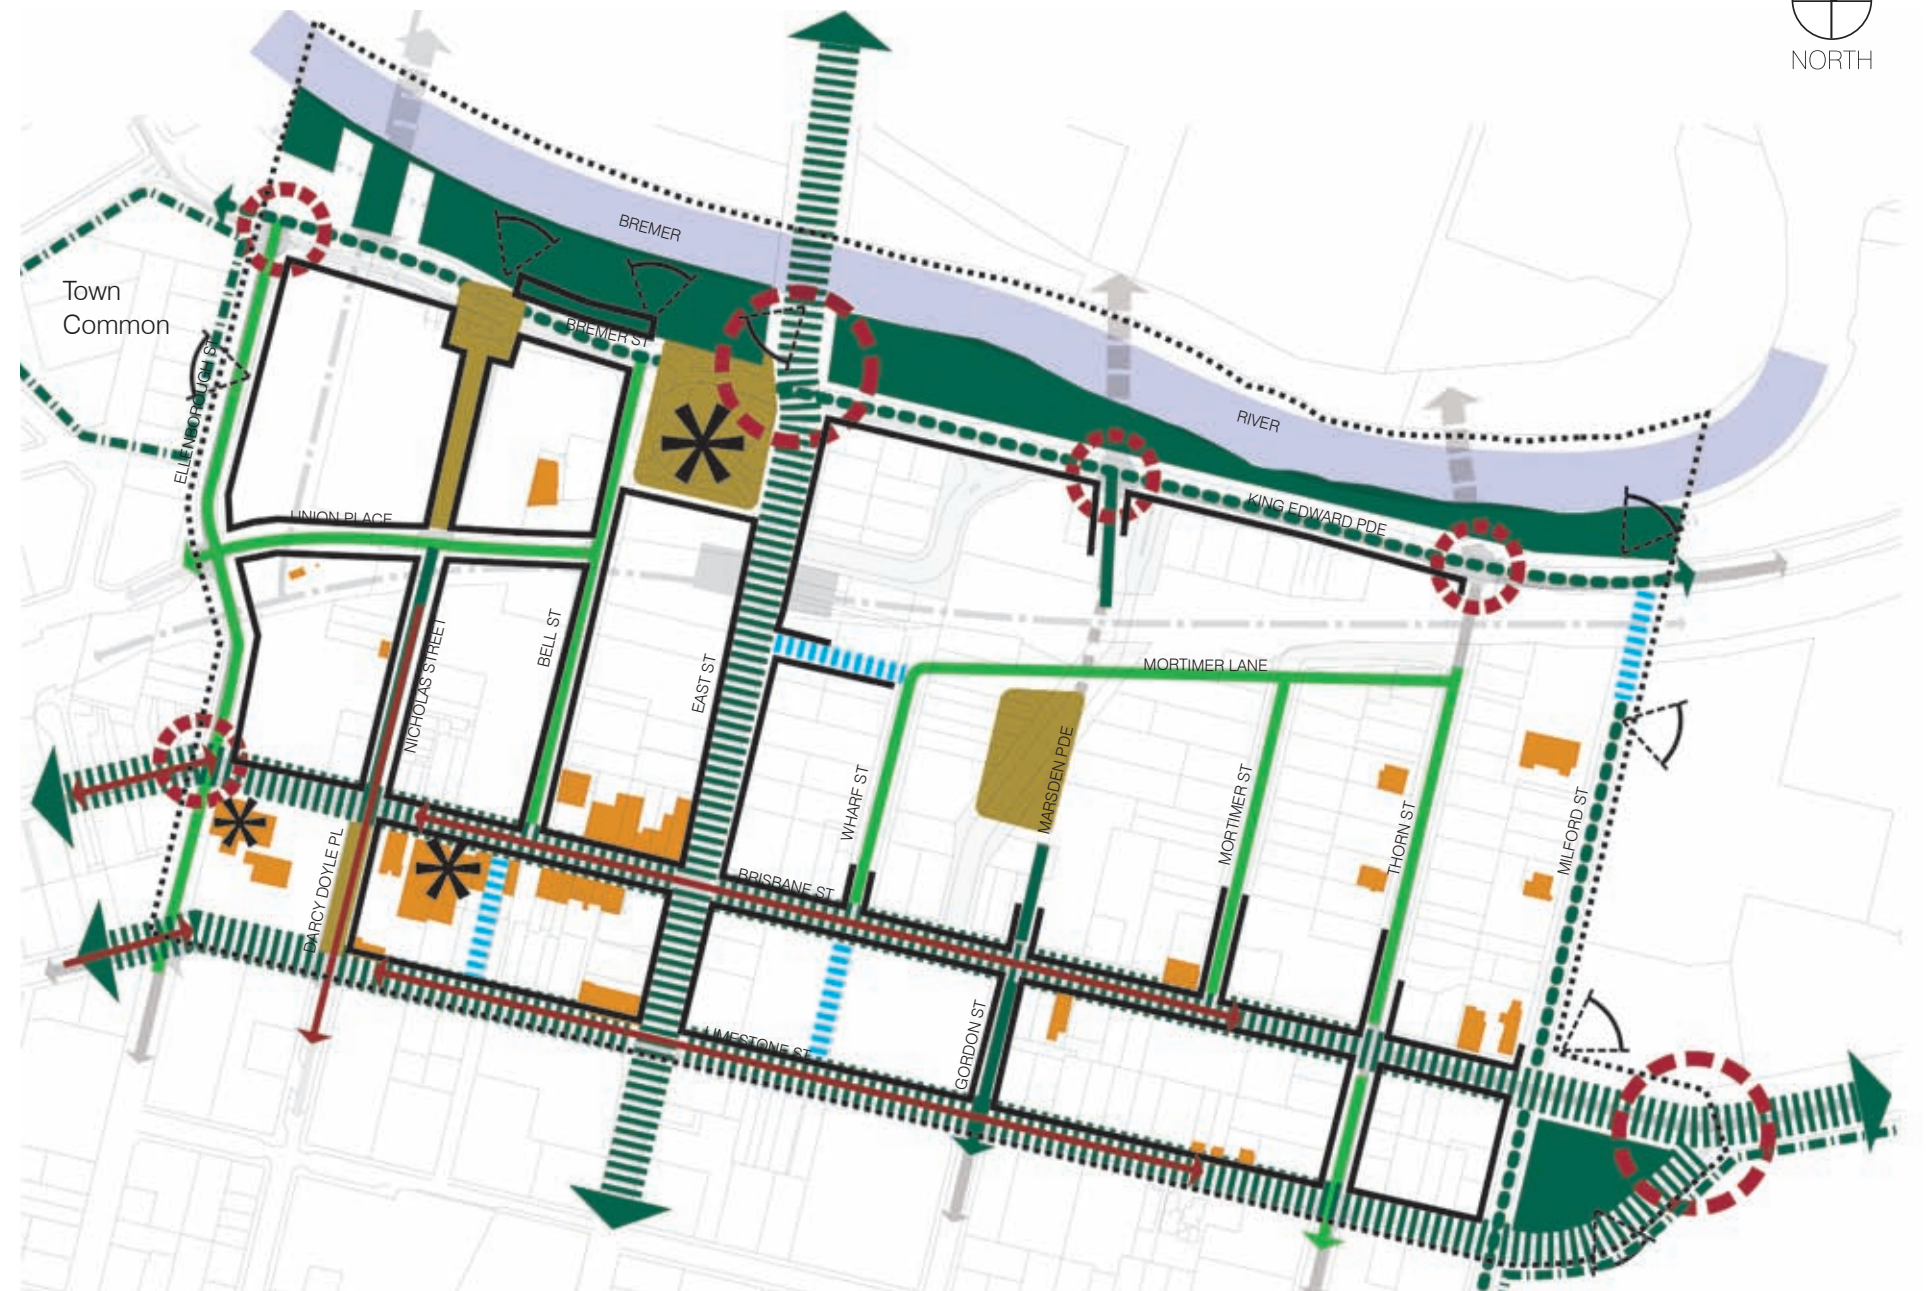 NORTH
BREMER
Town
Common
BREMER ST
ELLENBOROUGH ST
RIVER
UNION PLACE
KING EDWARD PDE
NICHOLAS STREET
BELL ST
EAST ST
MORTIMER LANE
WHARF ST
MARSDEN PDE
MORTIMER ST
THORN ST
MILFORD ST
DARCY DOYLE PL
BRISBANE ST
LIMESTONE ST
GORDON ST